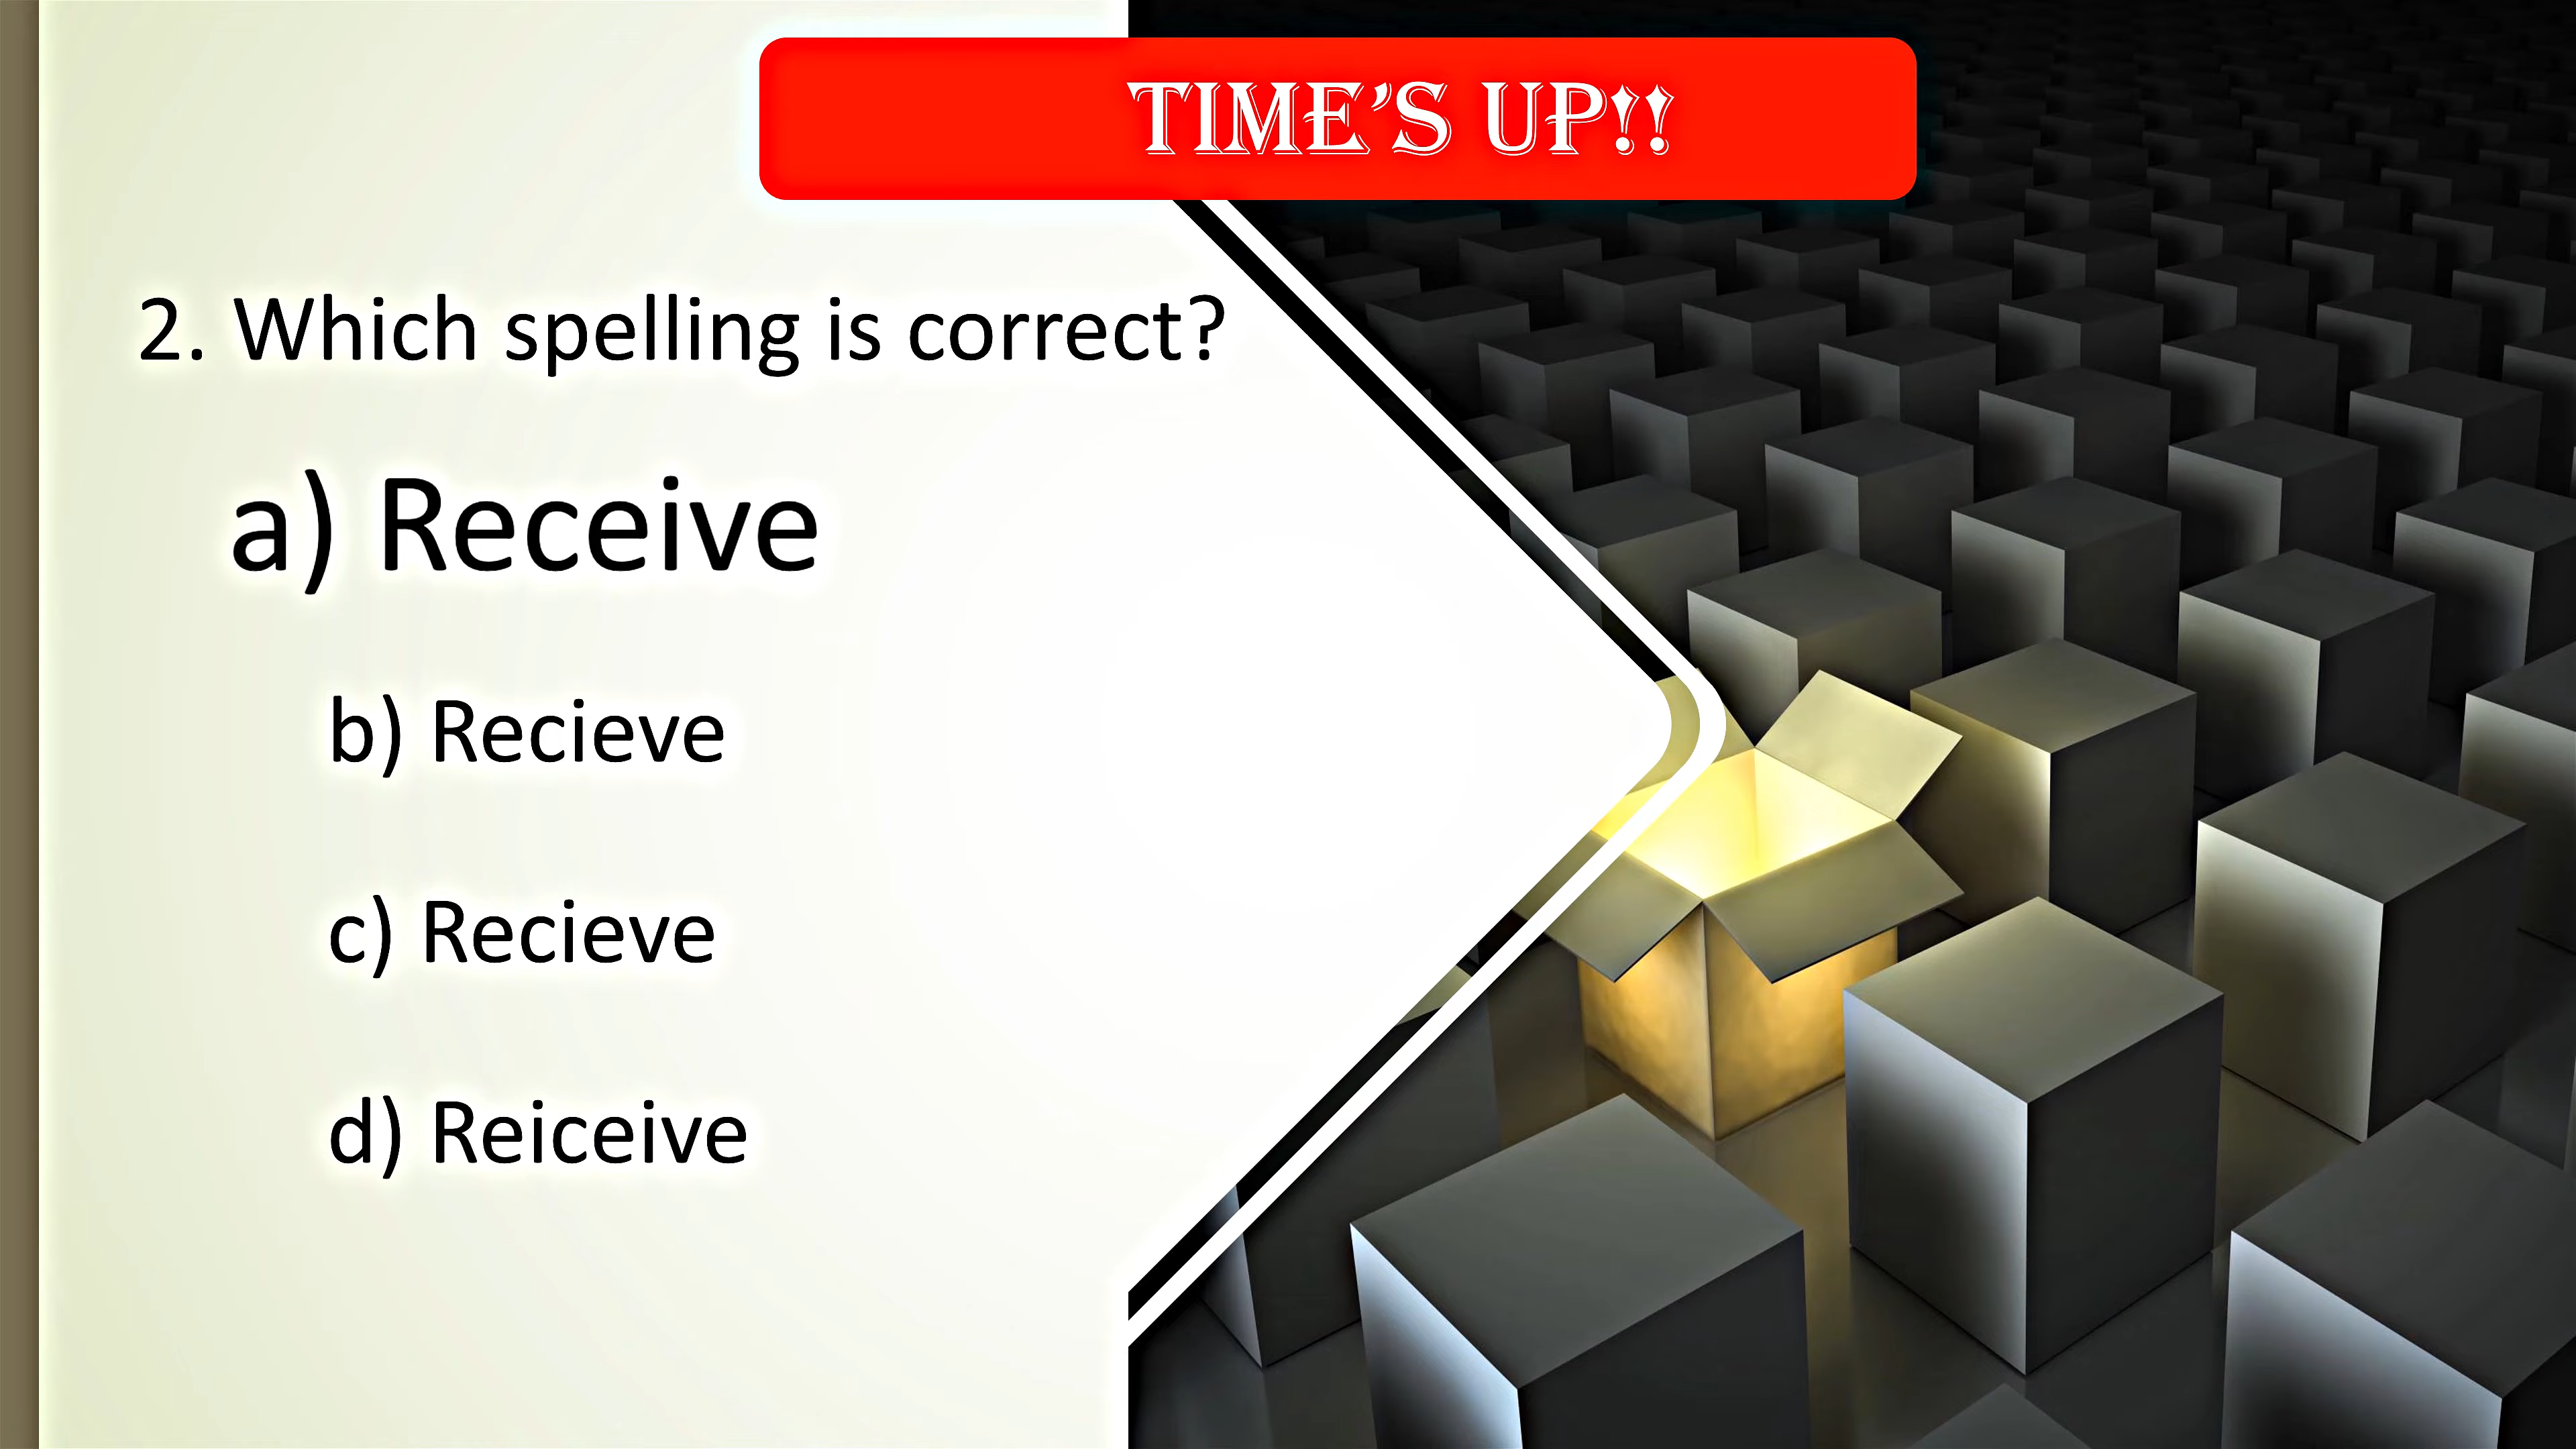 TIME'S UP!!
2. Which spelling is correct?
a) Receive
b) Recieve
c) Recieve
d) Reiceive